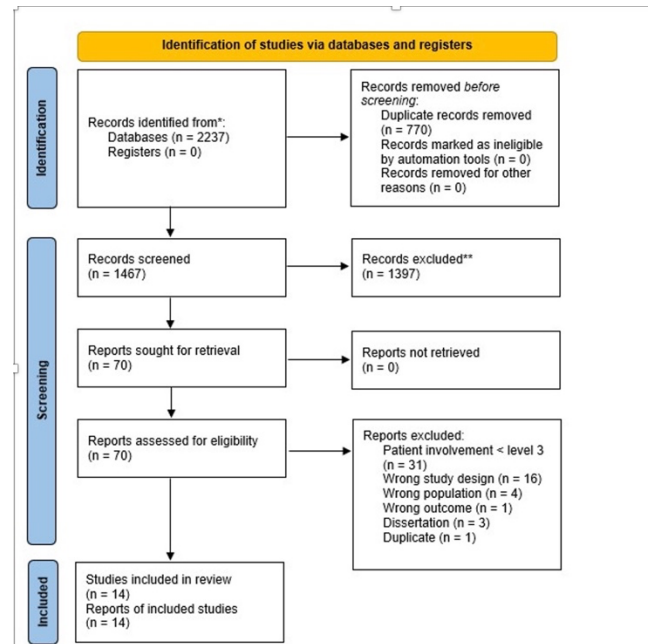 Identification of studies via databases and registers
Identification
Records identified from*:
Databases (n = 2237)
Registers (n = 0)
Records removed before
screening:
Duplicate records removed
(n = 770)
Records marked as ineligible
by automation tools (n = 0)
Records removed for other
reasons (n = 0)
Screening
Records screened
(n = 1467)
Records excluded**
(n = 1397)
Reports sought for retrieval
(n = 70)
Reports not retrieved
(n = 0)
Reports assessed for eligibility
(n = 70)
Reports excluded:
Patient involvement < level 3
(n = 31)
Wrong study design (n = 16)
Wrong population (n = 4)
Wrong outcome (n = 1)
Dissertation (n = 3)
Duplicate (n = 1)
Included
Studies included in review
(n = 14)
Reports of included studies
(n = 14)